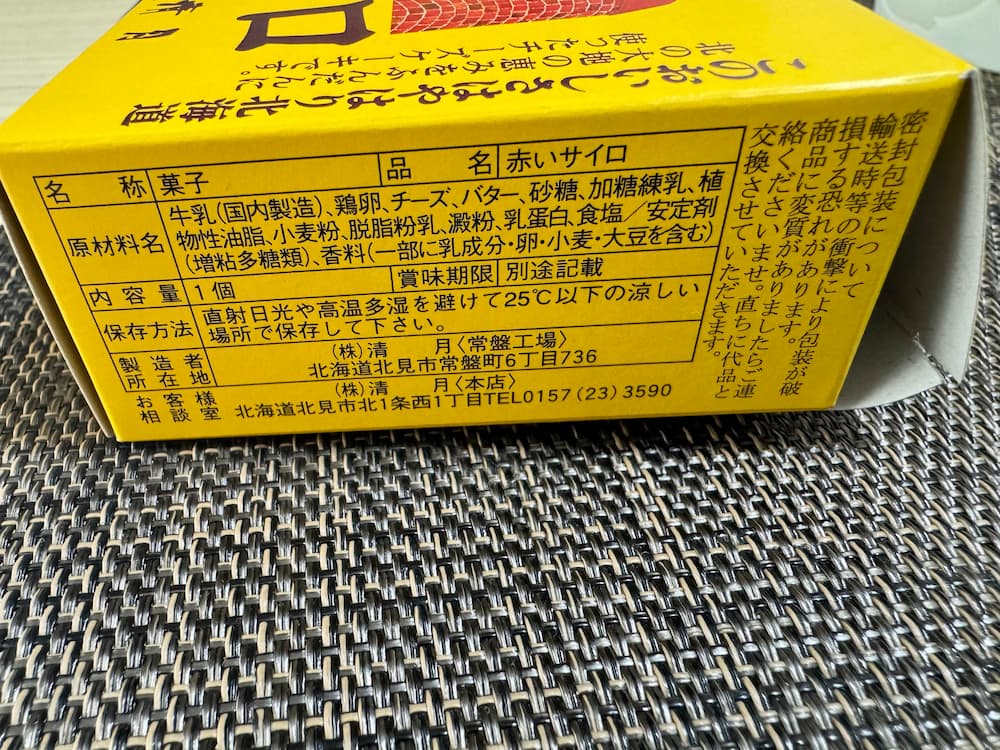 清月
ロ
北の大地の恵みをふんだんに
使ったチーズケーキです。
このおいしさはやはり北海道
名称 菓子 品名 赤いサイロ
原材料名 牛乳(国内製造)、鶏卵、チーズ、バター、砂糖、加糖練乳、植
物性油脂、小麦粉、脱脂粉乳、澱粉、乳蛋白、食塩/安定剤
(増粘多糖類)、香料(一部に乳成分・卵・小麦・大豆を含む)
内容量 1個 賞味期限 別途記載
保存方法 直射日光や高温多湿を避けて25℃以下の涼しい
場所で保存して下さい。
製造者 (株)清 月〈常盤工場〉
所在地 北海道北見市常盤町6丁目736
お客様 (株)清 月〈本店〉
相談室 北海道北見市北1条西1丁目TEL0157(23)3590
密封包装について
輸送時等の衝撃により包装が破
損する恐れがあります。
商品に変質がありましたらご連
絡くださいませ。直ちに代品と
交換させていただきます。